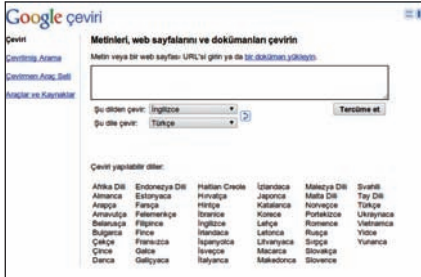 Google çeviri
Çeviri
Çevrilmiş Arama
Çevirmen Araç Seti
Araçlar ve Kaynaklar
Metinleri, web sayfalarını ve dokümanları çevirin
Metin veya bir web sayfası URL'si girin ya da bir doküman yükleyin.
Şu dilden çevir: İngilizce
Şu dile çevir: Türkçe
Tercüme et
Çeviri yapılabilir diller:
Afrika Dili Endonezya Dili Haitian Creole İzlandaca Malezya Dili Svahili
Almanca Estonyaca Hırvatça Japonca Malta Dili Tay Dili
Arapça Farsça Hintçe Katalanca Norveççe Türkçe
Arnavutça Felemenkçe İbranice Korece Portekizce Ukraynaca
Belarusça Filipince İngilizce Lehçe Romence Vietnamca
Bulgarca Fince İrlandaca Letonca Rusça Yidce
Çekçe Fransızca İspanyolca Litvanyaca Sırpça Yunanca
Çince Galce İsveççe Macarca Slovakça
Danca Galiçyaca İtalyanca Makedonca Slovence